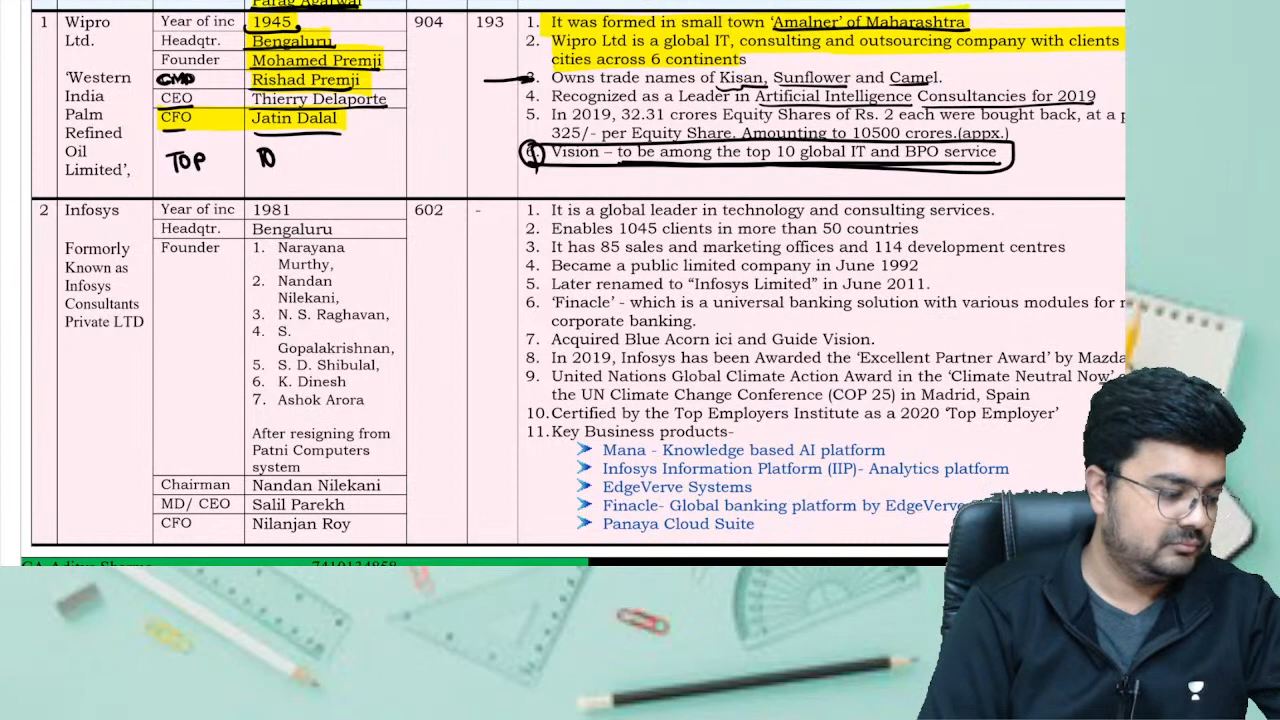 Parag Agarwal
1 Wipro Ltd. 'Western India Palm Refined Oil Limited',
Year of inc 1945
Headqtr. Bengaluru
Founder Mohamed Premji
CMD Rishad Premji
CEO Thierry Delaporte
CFO Jatin Dalal
TOP 10
904 193
1. It was formed in small town 'Amalner' of Maharashtra
2. Wipro Ltd is a global IT, consulting and outsourcing company with clients
cities across 6 continents
3. Owns trade names of Kisan, Sunflower and Camel.
4. Recognized as a Leader in Artificial Intelligence Consultancies for 2019
5. In 2019, 32.31 crores Equity Shares of Rs. 2 each were bought back, at a
325/- per Equity Share. Amounting to 10500 crores.(appx.)
6. Vision – to be among the top 10 global IT and BPO service
2 Infosys
Formorly
Known as
Infosys
Consultants
Private LTD
Year of inc 1981
Headqtr. Bengaluru
Founder
1. Narayana
Murthy,
2. Nandan
Nilekani,
3. N. S. Raghavan,
4. S.
Gopalakrishnan,
5. S. D. Shibulal,
6. K. Dinesh
7. Ashok Arora
After resigning from
Patni Computers
system
Chairman Nandan Nilekani
MD/ CEO Salil Parekh
CFO Nilanjan Roy
602 -
1. It is a global leader in technology and consulting services.
2. Enables 1045 clients in more than 50 countries
3. It has 85 sales and marketing offices and 114 development centres
4. Became a public limited company in June 1992
5. Later renamed to "Infosys Limited" in June 2011.
6. 'Finacle' - which is a universal banking solution with various modules for
corporate banking.
7. Acquired Blue Acorn ici and Guide Vision.
8. In 2019, Infosys has been Awarded the 'Excellent Partner Award' by Mazda
9. United Nations Global Climate Action Award in the 'Climate Neutral Now'
the UN Climate Change Conference (COP 25) in Madrid, Spain
10. Certified by the Top Employers Institute as a 2020 'Top Employer'
11. Key Business products-
Mana - Knowledge based AI platform
Infosys Information Platform (IIP)- Analytics platform
EdgeVerve Systems
Finacle- Global banking platform by EdgeVerve
Panaya Cloud Suite